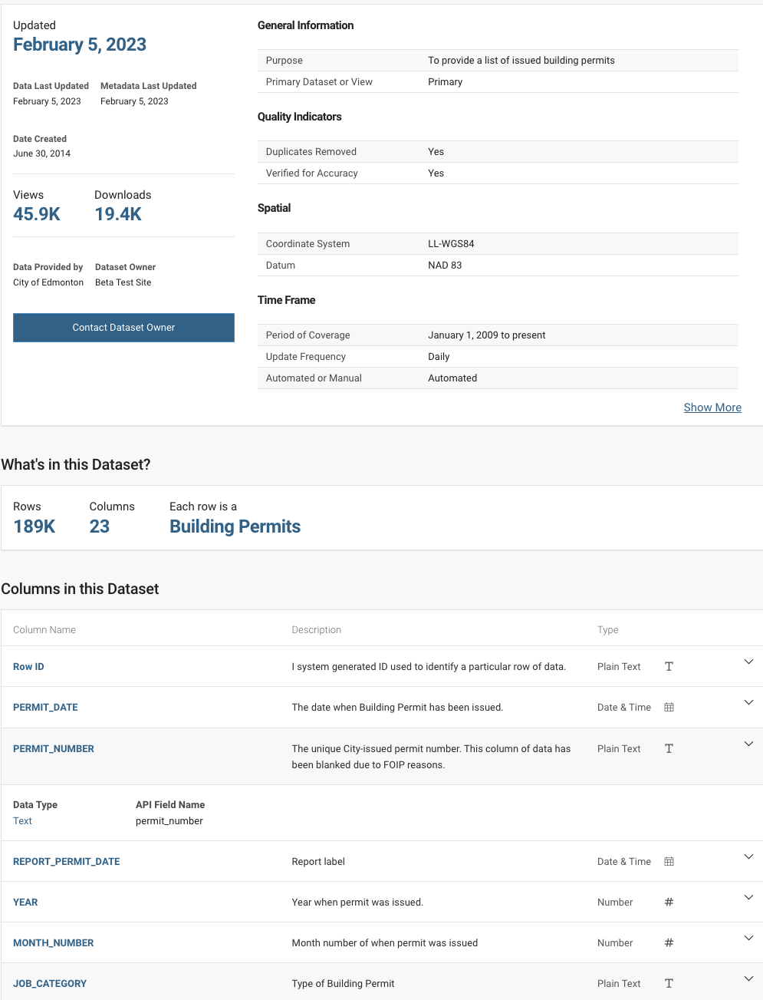 Updated
February 5, 2023
Data Last Updated Metadata Last Updated
February 5, 2023 February 5, 2023
Date Created
June 30, 2014
Views Downloads
45.9K 19.4K
Data Provided by Dataset Owner
City of Edmonton Beta Test Site
Contact Dataset Owner
General Information
Purpose To provide a list of issued building permits
Primary Dataset or View Primary
Quality Indicators
Duplicates Removed Yes
Verified for Accuracy Yes
Spatial
Coordinate System LL-WGS84
Datum NAD 83
Time Frame
Period of Coverage January 1, 2009 to present
Update Frequency Daily
Automated or Manual Automated
Show More
What's in this Dataset?
Rows Columns Each row is a
189K 23 Building Permits
Columns in this Dataset
Column Name Description Type
Row ID I system generated ID used to identify a particular row of data. Plain Text T
PERMIT_DATE The date when Building Permit has been issued. Date & Time
PERMIT_NUMBER The unique City-issued permit number. This column of data has Plain Text T
been blanked due to FOIP reasons.
Data Type API Field Name
Text permit_number
REPORT_PERMIT_DATE Report label Date & Time
YEAR Year when permit was issued. Number #
MONTH_NUMBER Month number of when permit was issued Number #
JOB_CATEGORY Type of Building Permit Plain Text T